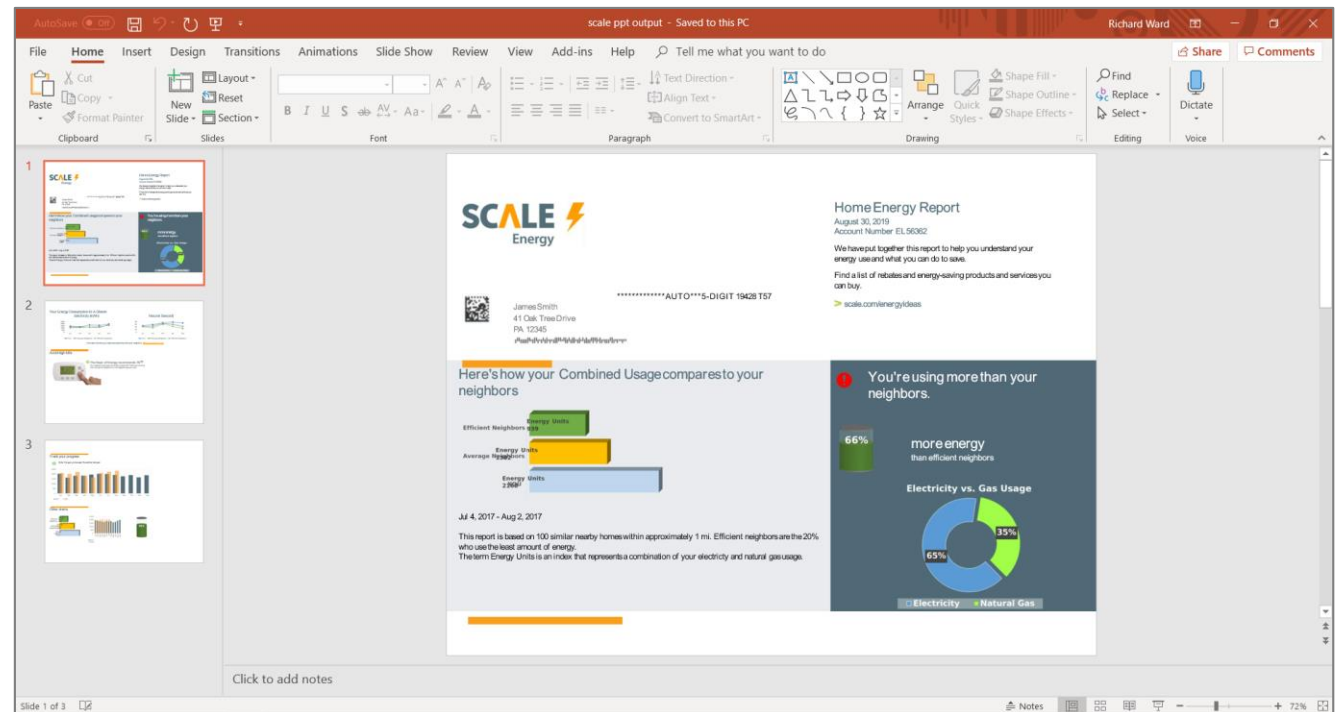 AutoSave Off
scale ppt output - Saved to this PC
Richard Ward
File Home Insert Design Transitions Animations Slide Show Review View Add-ins Help Tell me what you want to do
Share Comments
Paste
Cut
Copy
Format Painter
Clipboard
New
Slide
Layout
Reset
Section
Slides
B I U S ab AV Aa A
Font
Text Direction
Align Text
Convert to SmartArt
Paragraph
Arrange
Quick
Styles
Shape Fill
Shape Outline
Shape Effects
Drawing
Find
Replace
Select
Editing
Dictate
Voice
1
2
3
SCALE
Energy
Home Energy Report
August 30, 2019
Account Number EL56362
We have put together this report to help you understand your
energy use and what you can do to save.
Find a list of rebates and energy-saving products and services you
can buy.
> scale.com/energyideas
*************AUTO***5-DIGIT 19428 T57
James Smith
41 Oak Tree Drive
PA 12345
Here's how your Combined Usage compares to your
neighbors
Energy Units
Efficient Neighbors
Energy Units
Average Neighbors
Energy Units
Jul 4, 2017 - Aug 2, 2017
This report is based on 100 similar nearby homes within approximately 1 mi. Efficient neighbors are the 20%
who use the least amount of energy.
The term Energy Units is an index that represents a combination of your electricty and natural gas usage.
You're using more than your
neighbors.
66%
more energy
than efficient neighbors
Electricity vs. Gas Usage
35%
65%
Electricity Natural Gas
Click to add notes
Slide 1 of 3
Notes
72%